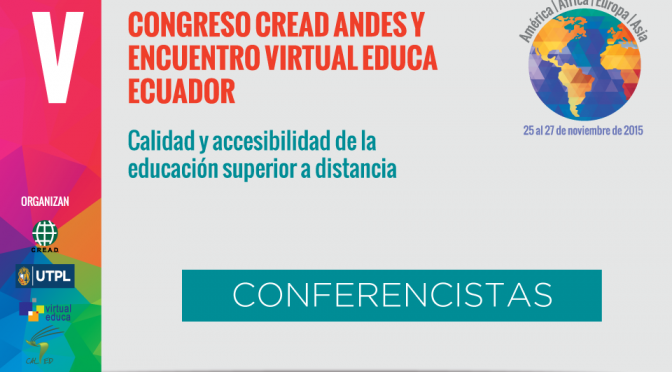 V
CONGRESO CREAD ANDES Y
ENCUENTRO VIRTUAL EDUCA
ECUADOR
Calidad y accesibilidad de la
educación superior a distancia
América | África | Europa | Asia
25 al 27 de noviembre de 2015
ORGANIZAN
C.R.E.A.D.
UTPL
virtual
educa
CONFERENCISTAS